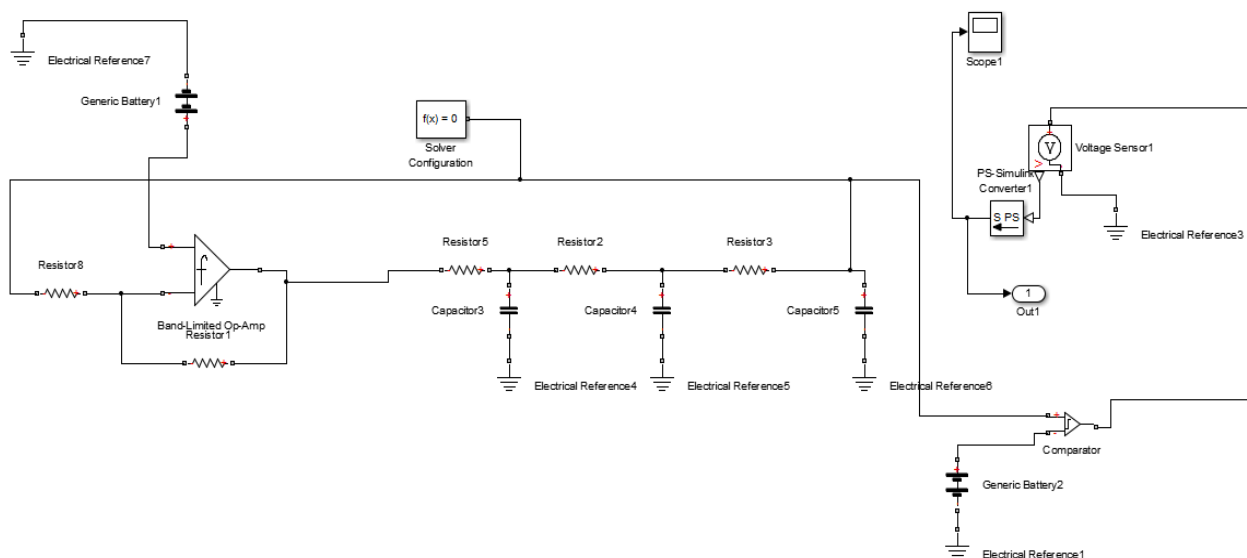 Electrical Reference7
Generic Battery1
+
f(x) = 0
Solver
Configuration
Scope1
+
V
Voltage Sensor1
PS-Simulink
Converter1
S PS
Electrical Reference3
1
Out1
Resistor8
+
-
Band-Limited Op-Amp
Resistor1
Resistor5
Resistor2
Resistor3
Capacitor3
+
Capacitor4
+
Capacitor5
+
Electrical Reference4
Electrical Reference5
Electrical Reference6
+
-
Comparator
+
Generic Battery2
Electrical Reference1